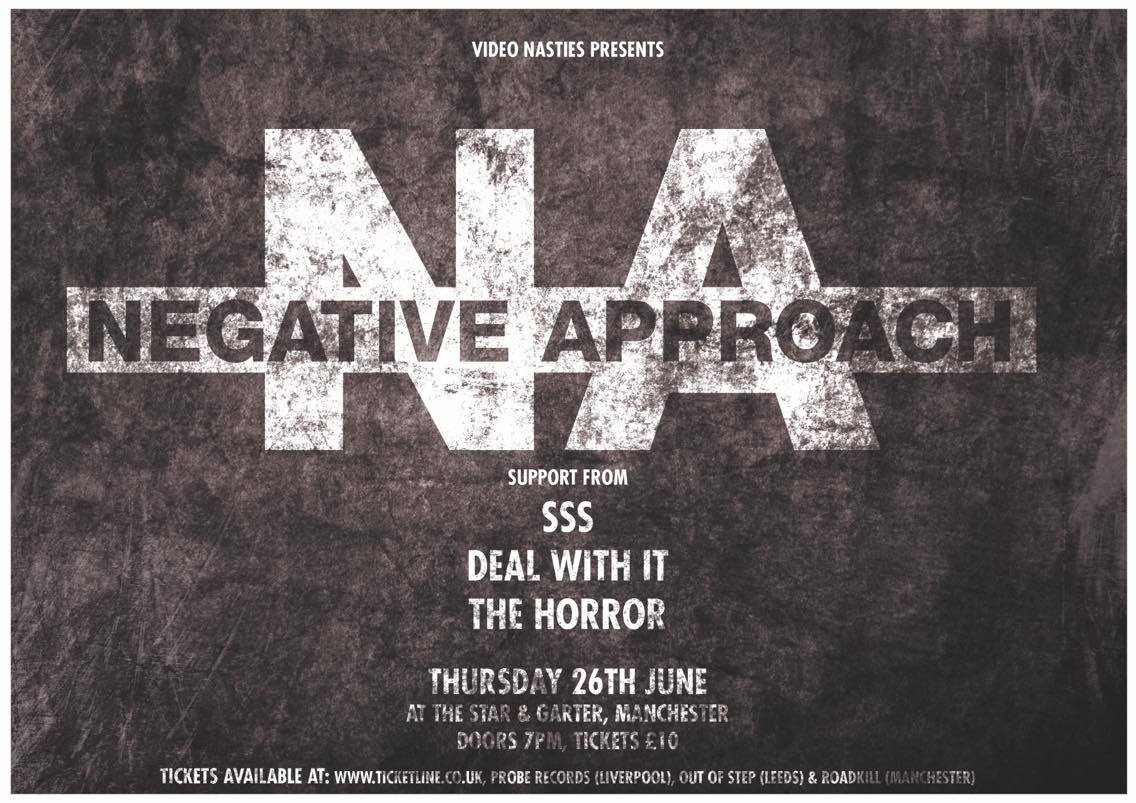 VIDEO NASTIES PRESENTS
NA
NEGATIVE APPROACH
SUPPORT FROM
SSS
DEAL WITH IT
THE HORROR
THURSDAY 26TH JUNE
AT THE STAR & GARTER, MANCHESTER
DOORS 7PM, TICKETS £10
TICKETS AVAILABLE AT: WWW.TICKETLINE.CO.UK, PROBE RECORDS (LIVERPOOL), OUT OF STEP (LEEDS) & ROADKILL (MANCHESTER)